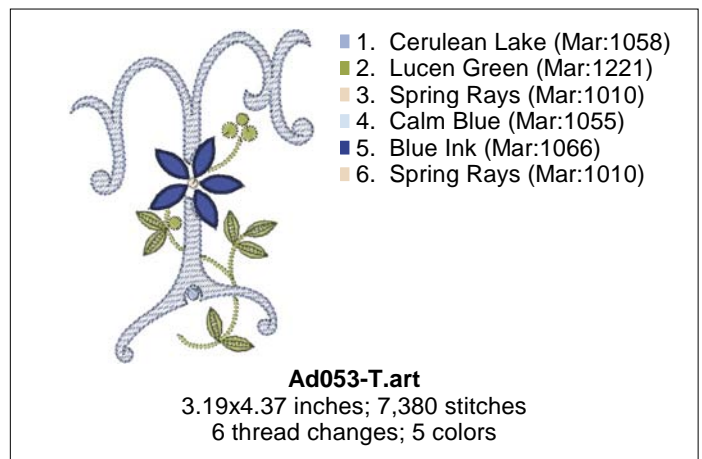 1. Cerulean Lake (Mar:1058)
2. Lucen Green (Mar:1221)
3. Spring Rays (Mar:1010)
4. Calm Blue (Mar:1055)
5. Blue Ink (Mar:1066)
6. Spring Rays (Mar:1010)
Ad053-T.art
3.19x4.37 inches; 7,380 stitches
6 thread changes; 5 colors